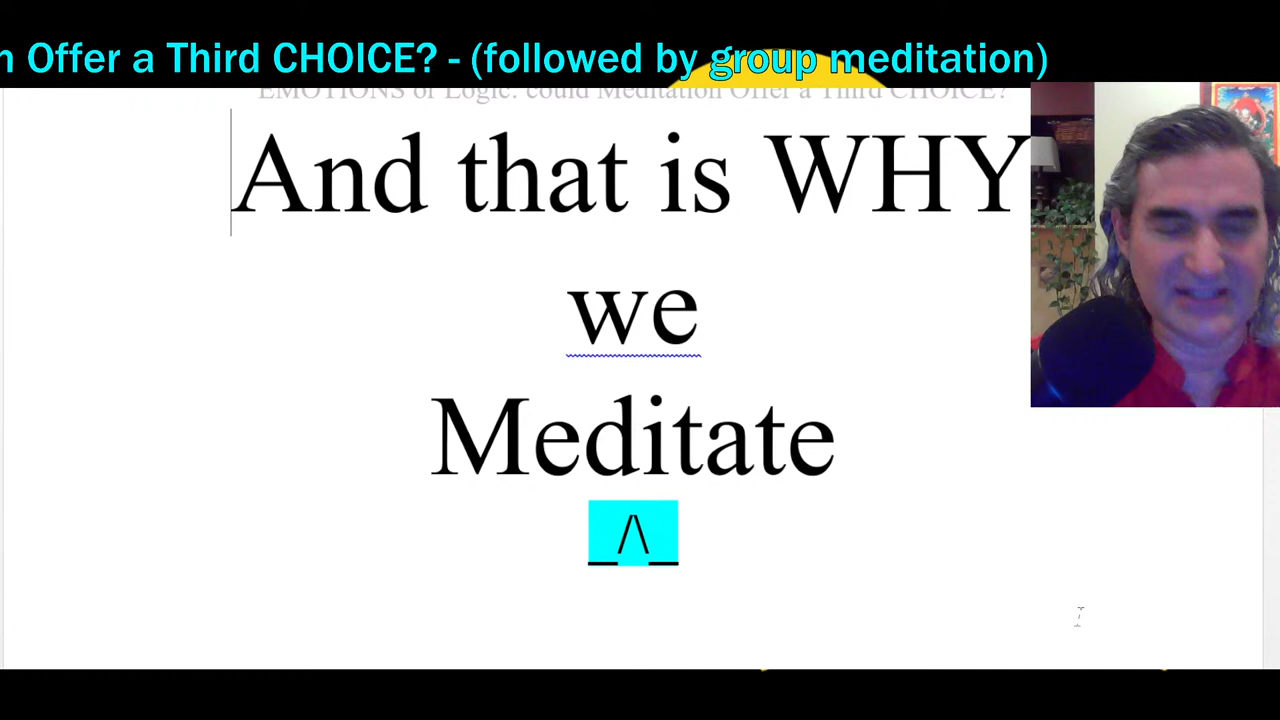 n Offer a Third CHOICE? - (followed by group meditation)
EMOTIONS or Logic: could Meditation Offer a Third CHOICE?
And that is WHY
we
Meditate
_/\_